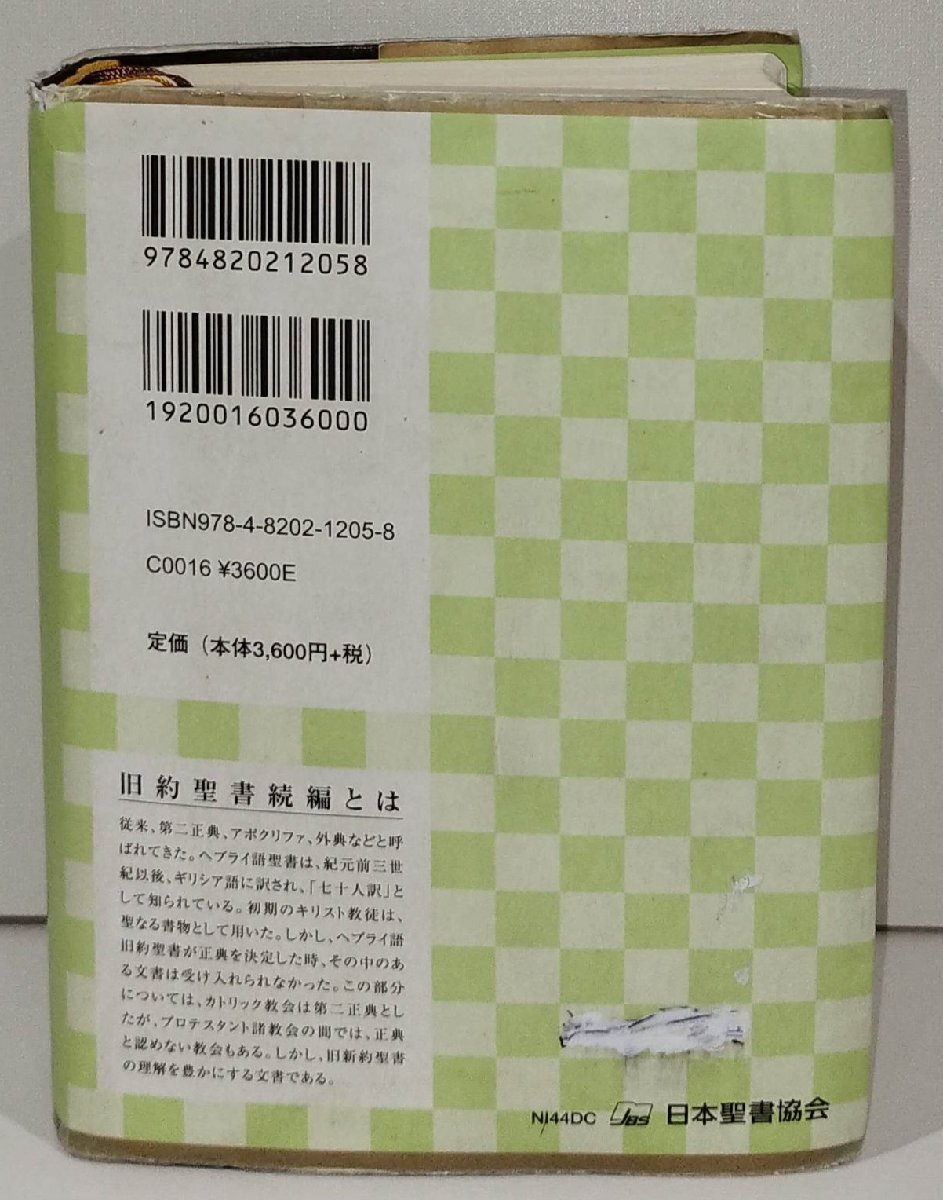 9784820212058
1920016036000
ISBN978-4-8202-1205-8
C0016 ¥3600E
定価（本体3,600円+税）
旧約聖書続編とは
従来、第二正典、アポクリファ、外典などと呼
ばれてきた。ヘブライ語聖書は、紀元前三世
紀以後、ギリシア語に訳され、「七十人訳」と
して知られている。初期のキリスト教徒は、
聖なる書物として用いた。しかし、ヘブライ語
旧約聖書が正典を決定した時、その中のあ
る文書は受け入れられなかった。この部分
については、カトリック教会は第二正典とし
たが、プロテスタント諸教会の間では、正典
と認めない教会もある。しかし、旧新約聖書
の理解を豊かにする文書である。
NI44DC JBS 日本聖書協会